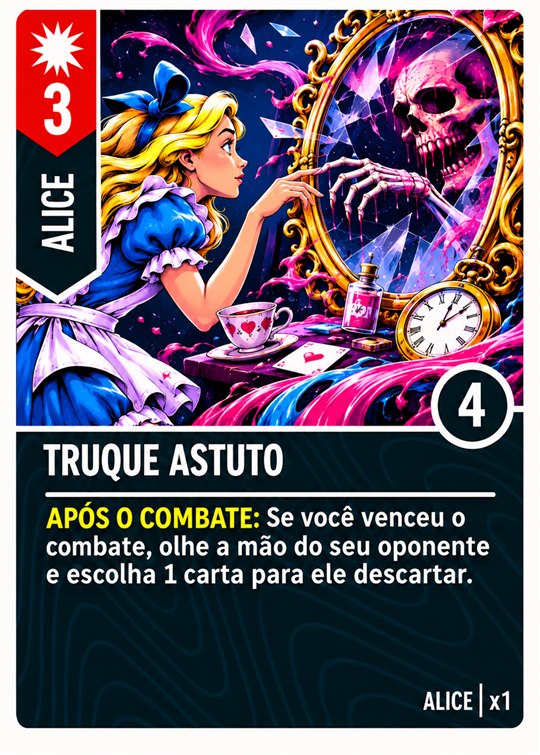 3
ALICE
4
TRUQUE ASTUTO
APÓS O COMBATE: Se você venceu o
combate, olhe a mão do seu oponente
e escolha 1 carta para ele descartar.
ALICE | x1